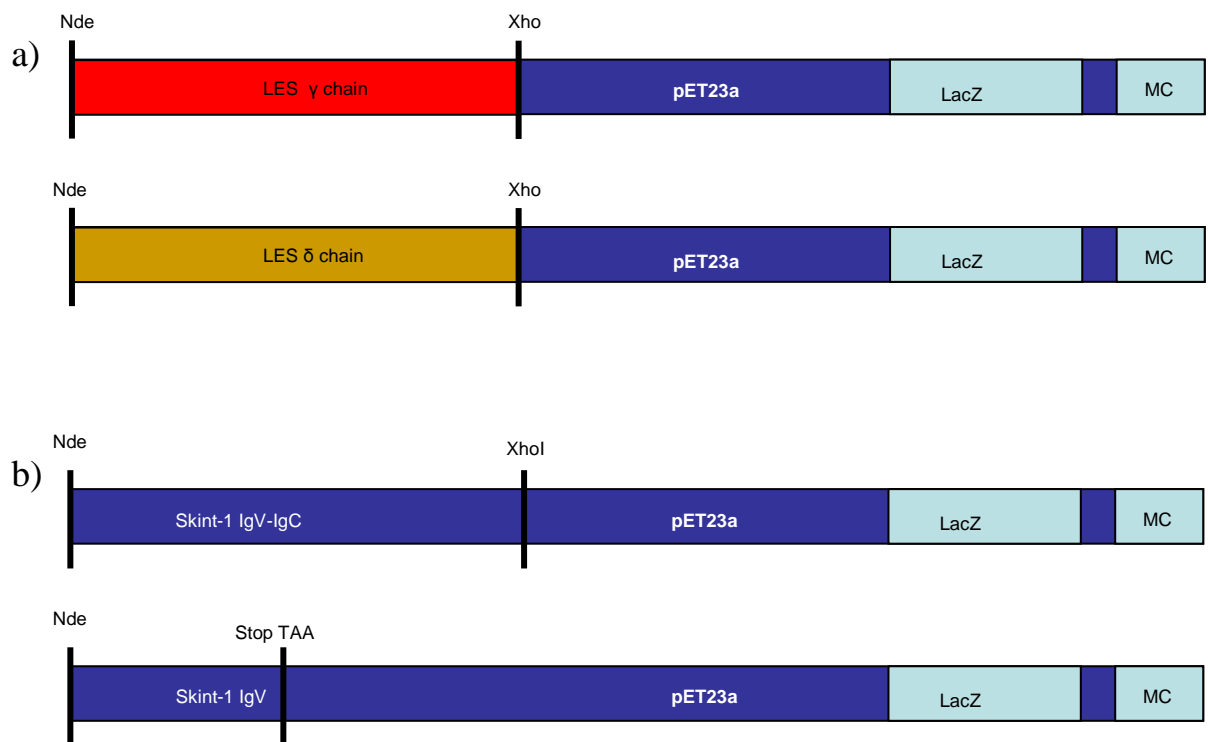 a)
Nde Xho
LES γ chain pET23a LacZ MC
Nde Xho
LES δ chain pET23a LacZ MC
b)
Nde XhoI
Skint-1 IgV-IgC pET23a LacZ MC
Nde
Stop TAA
Skint-1 IgV pET23a LacZ MC